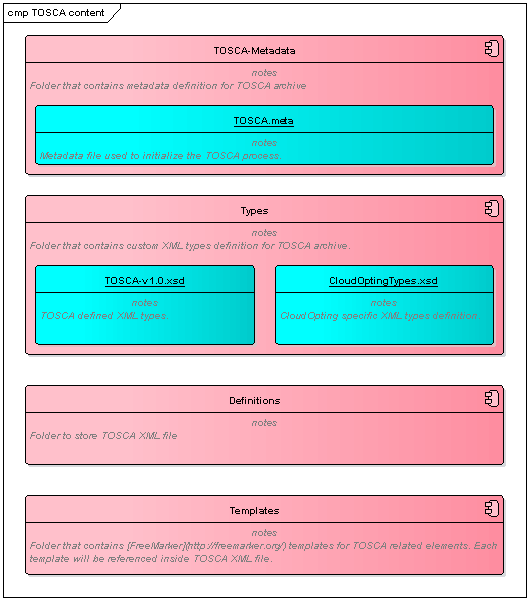 cmp TOSCA content
TOSCA-Metadata
notes
Folder that contains metadata definition for TOSCA archive
TOSCA.meta
notes
Metadata file used to initialize the TOSCA process.
Types
notes
Folder that contains custom XML types definition for TOSCA archive.
TOSCA-v1.0.xsd
notes
TOSCA defined XML types.
CloudOptingTypes.xsd
notes
CloudOpting specific XML types definition
Definitions
notes
Folder to store TOSCA XML file
Templates
notes
Folder that contains [FreeMarker](http://freemarker.org/) templates for TOSCA related elements. Each
template will be referenced inside TOSCA XML file.